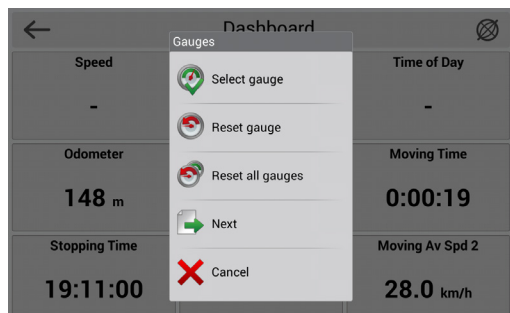 Dashboard
Gauges
Speed
Time of Day
-
-
Select gauge
Reset gauge
Odometer
Moving Time
148 m
0:00:19
Reset all gauges
Next
Stopping Time
Moving Av Spd 2
19:11:00
28.0 km/h
Cancel